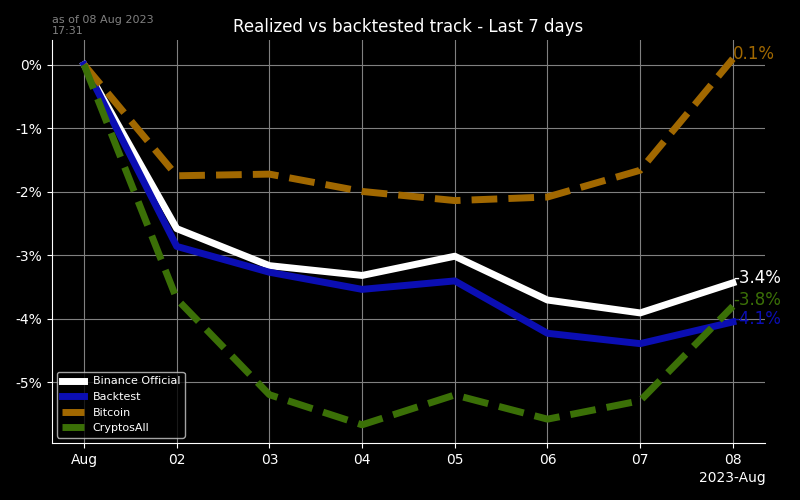 as of 08 Aug 2023
17:31
Realized vs backtested track - Last 7 days
0%
-1%
-2%
-3%
-4%
-5%
0.1%
-3.4%
-3.8%
-4.1%
Binance Official
Backtest
Bitcoin
CryptosAll
Aug 02 03 04 05 06 07 08
2023-Aug